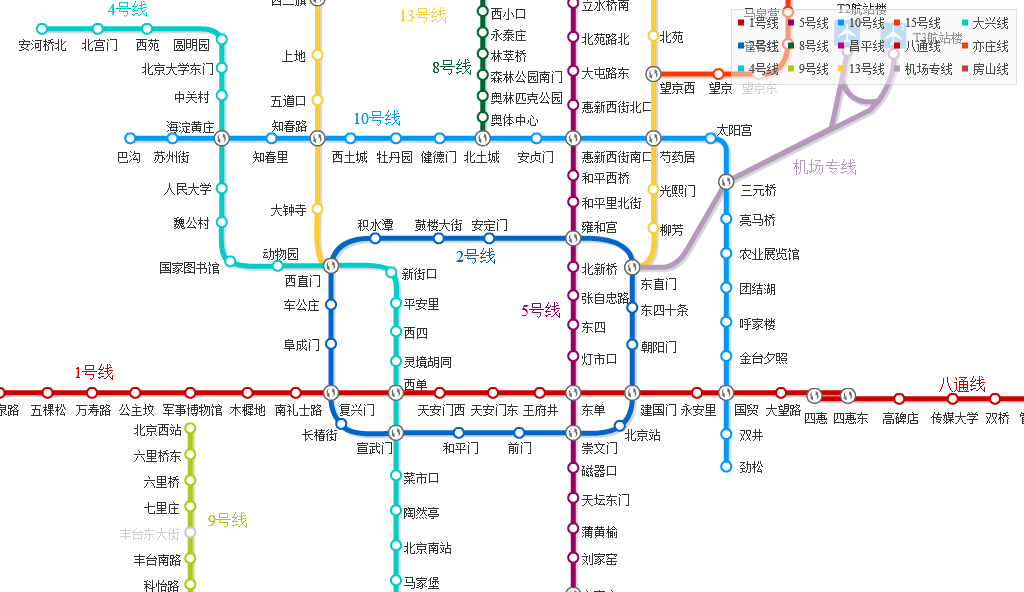 4号线
安河桥北
北宫门
西苑
圆明园
北京大学东门
中关村
海淀黄庄
人民大学
魏公村
国家图书馆
动物园
西直门
新街口
平安里
西四
灵境胡同
西单
宣武门
菜市口
陶然亭
北京南站
马家堡
13号线
上地
五道口
知春路
大钟寺
8号线
西小口
永泰庄
林萃桥
森林公园南门
奥林匹克公园
奥体中心
北土城
立水桥南
北苑路北
大屯路东
惠新西街北口
惠新西街南口
和平西桥
和平里北街
雍和宫
北新桥
张自忠路
东四
灯市口
东单
崇文门
磁器口
天坛东门
蒲黄榆
刘家窑
5号线
北苑
望京西
望京
望京东
芍药居
光熙门
柳芳
东直门
10号线
巴沟
苏州街
知春里
西土城
牡丹园
健德门
安贞门
太阳宫
三元桥
亮马桥
农业展览馆
团结湖
呼家楼
金台夕照
国贸
双井
劲松
机场专线
T2航站楼
T3航站楼
2号线
积水潭
鼓楼大街
安定门
东四十条
朝阳门
建国门
北京站
前门
和平门
长椿街
复兴门
阜成门
车公庄
1号线
五棵松
万寿路
公主坟
军事博物馆
木樨地
南礼士路
天安门西
天安门东
王府井
永安里
大望路
四惠
四惠东
八通线
高碑店
传媒大学
双桥
9号线
北京西站
六里桥东
六里桥
七里庄
丰台东大街
丰台南路
科怡路
1号线 5号线 10号线 15号线 大兴线
2号线 8号线 昌平线 八通线 亦庄线
4号线 9号线 13号线 机场专线 房山线